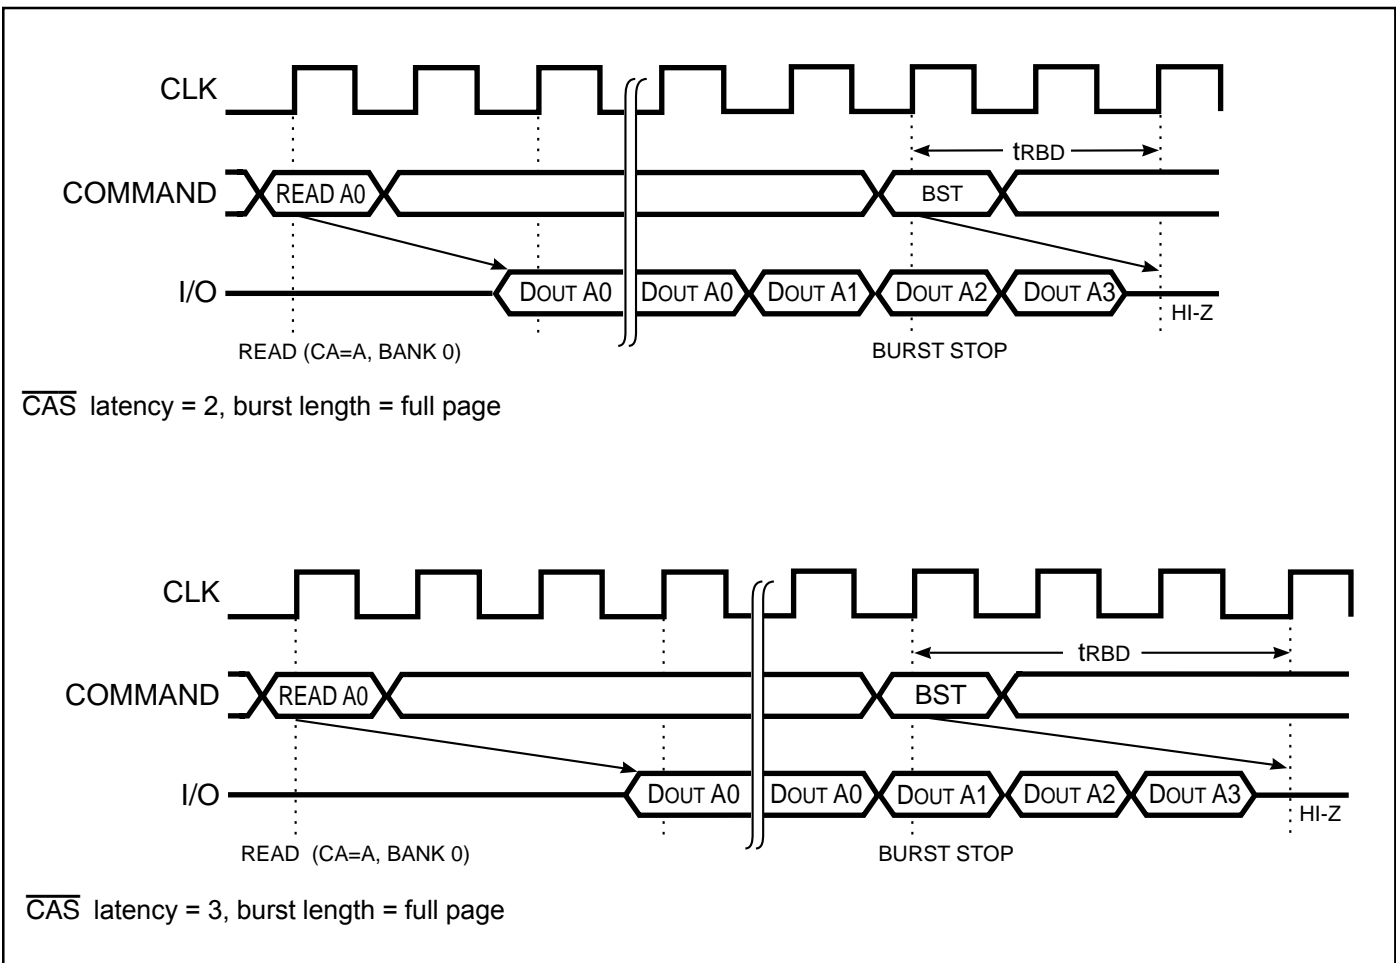 CLK
tRBD
COMMAND READ A0 BST
I/O DOUT A0 DOUT A0 DOUT A1 DOUT A2 DOUT A3
HI-Z
READ (CA=A, BANK 0) BURST STOP
CAS latency = 2, burst length = full page
CLK
tRBD
COMMAND READ A0 BST
I/O DOUT A0 DOUT A0 DOUT A1 DOUT A2 DOUT A3
HI-Z
READ (CA=A, BANK 0) BURST STOP
CAS latency = 3, burst length = full page